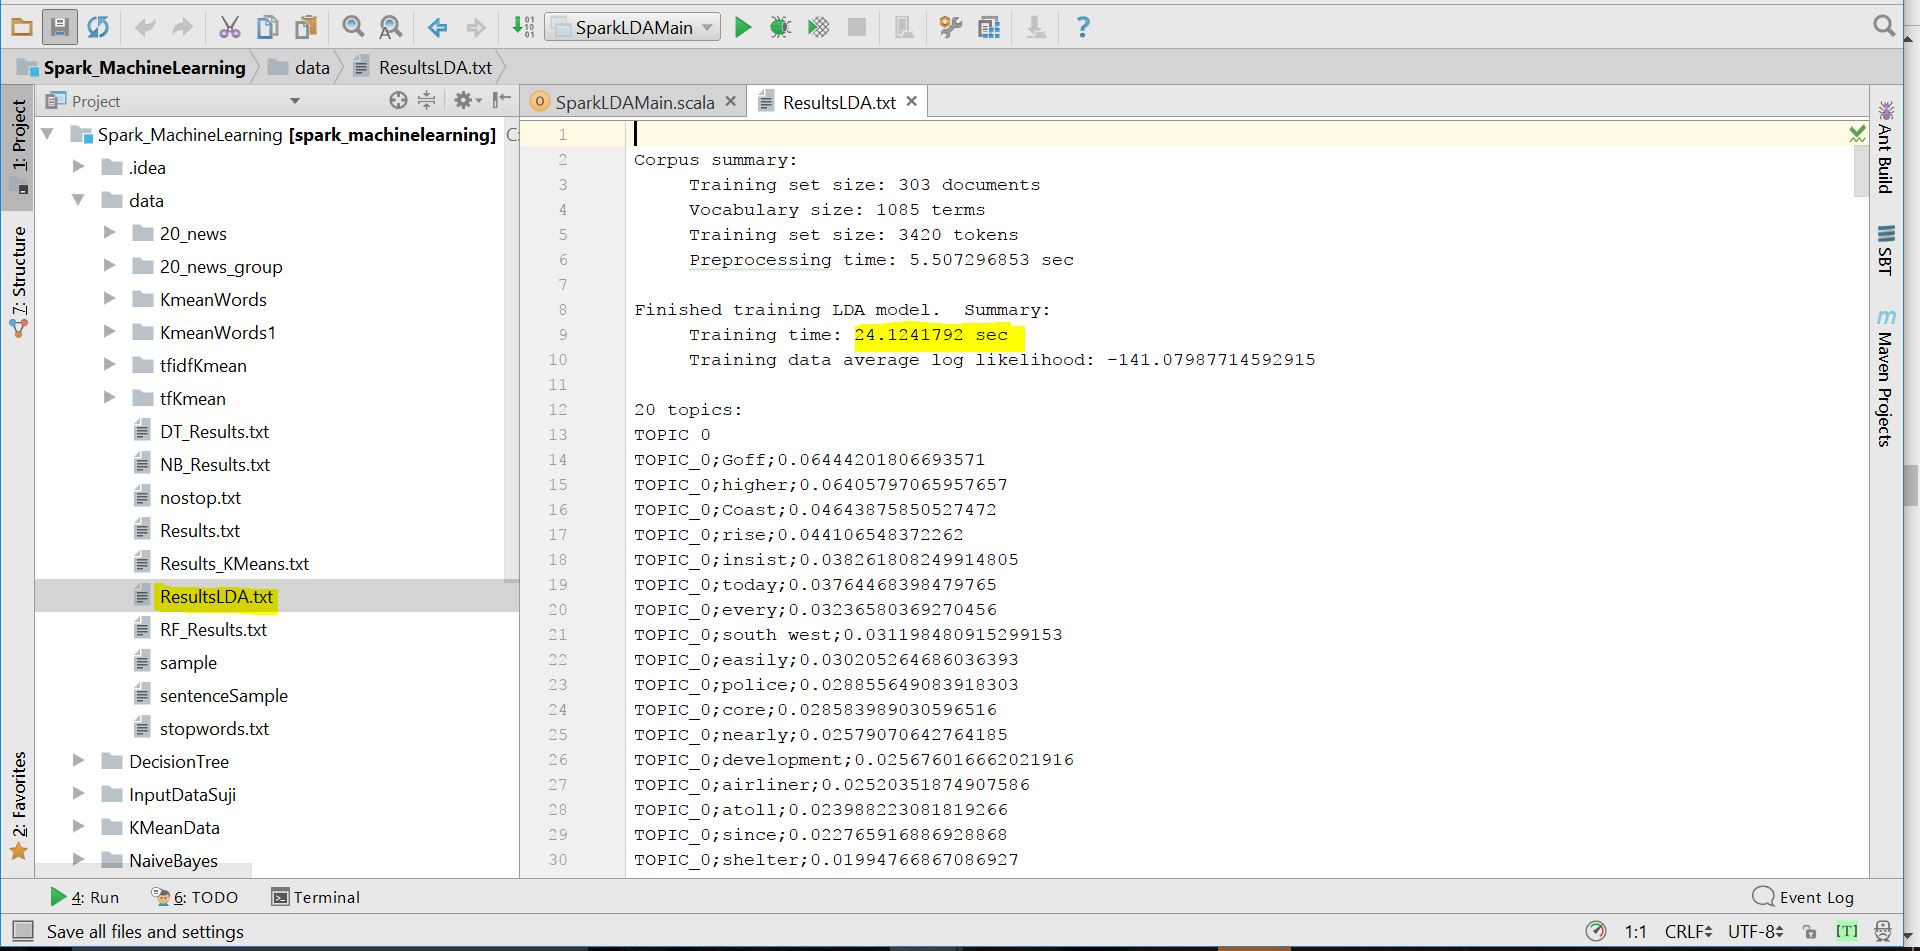 SparkLDAMain
Spark_MachineLearning
data
ResultsLDA.txt
1: Project
7: Structure
2: Favorites
Project
Spark_MachineLearning [spark_machinelearning] C:
.idea
data
20_news
20_news_group
KmeanWords
KmeanWords1
tfidfKmean
tfKmean
DT_Results.txt
NB_Results.txt
nostop.txt
Results.txt
Results_KMeans.txt
ResultsLDA.txt
RF_Results.txt
sample
sentenceSample
stopwords.txt
DecisionTree
InputDataSuji
KMeanData
NaiveBayes
SparkLDAMain.scala
ResultsLDA.txt
1
2 Corpus summary:
3 Training set size: 303 documents
4 Vocabulary size: 1085 terms
5 Training set size: 3420 tokens
6 Preprocessing time: 5.507296853 sec
7
8 Finished training LDA model.  Summary:
9 Training time: 24.1241792 sec
10 Training data average log likelihood: -141.07987714592915
11
12 20 topics:
13 TOPIC 0
14 TOPIC_0;Goff;0.06444201806693571
15 TOPIC_0;higher;0.06405797065957657
16 TOPIC_0;Coast;0.04643875850527472
17 TOPIC_0;rise;0.044106548372262
18 TOPIC_0;insist;0.038261808249914805
19 TOPIC_0;today;0.03764468398479765
20 TOPIC_0;every;0.03236580369270456
21 TOPIC_0;south west;0.031198480915299153
22 TOPIC_0;easily;0.030205264686036393
23 TOPIC_0;police;0.028855649083918303
24 TOPIC_0;core;0.028583989030596516
25 TOPIC_0;nearly;0.02579070642764185
26 TOPIC_0;development;0.025676016662021916
27 TOPIC_0;airliner;0.02520351874907586
28 TOPIC_0;atoll;0.023988223081819266
29 TOPIC_0;since;0.022765916886928868
30 TOPIC_0;shelter;0.01994766867086927
Ant Build
SBT
Maven Projects
4: Run
6: TODO
Terminal
Event Log
Save all files and settings
1:1
CRLF
UTF-8
[T]